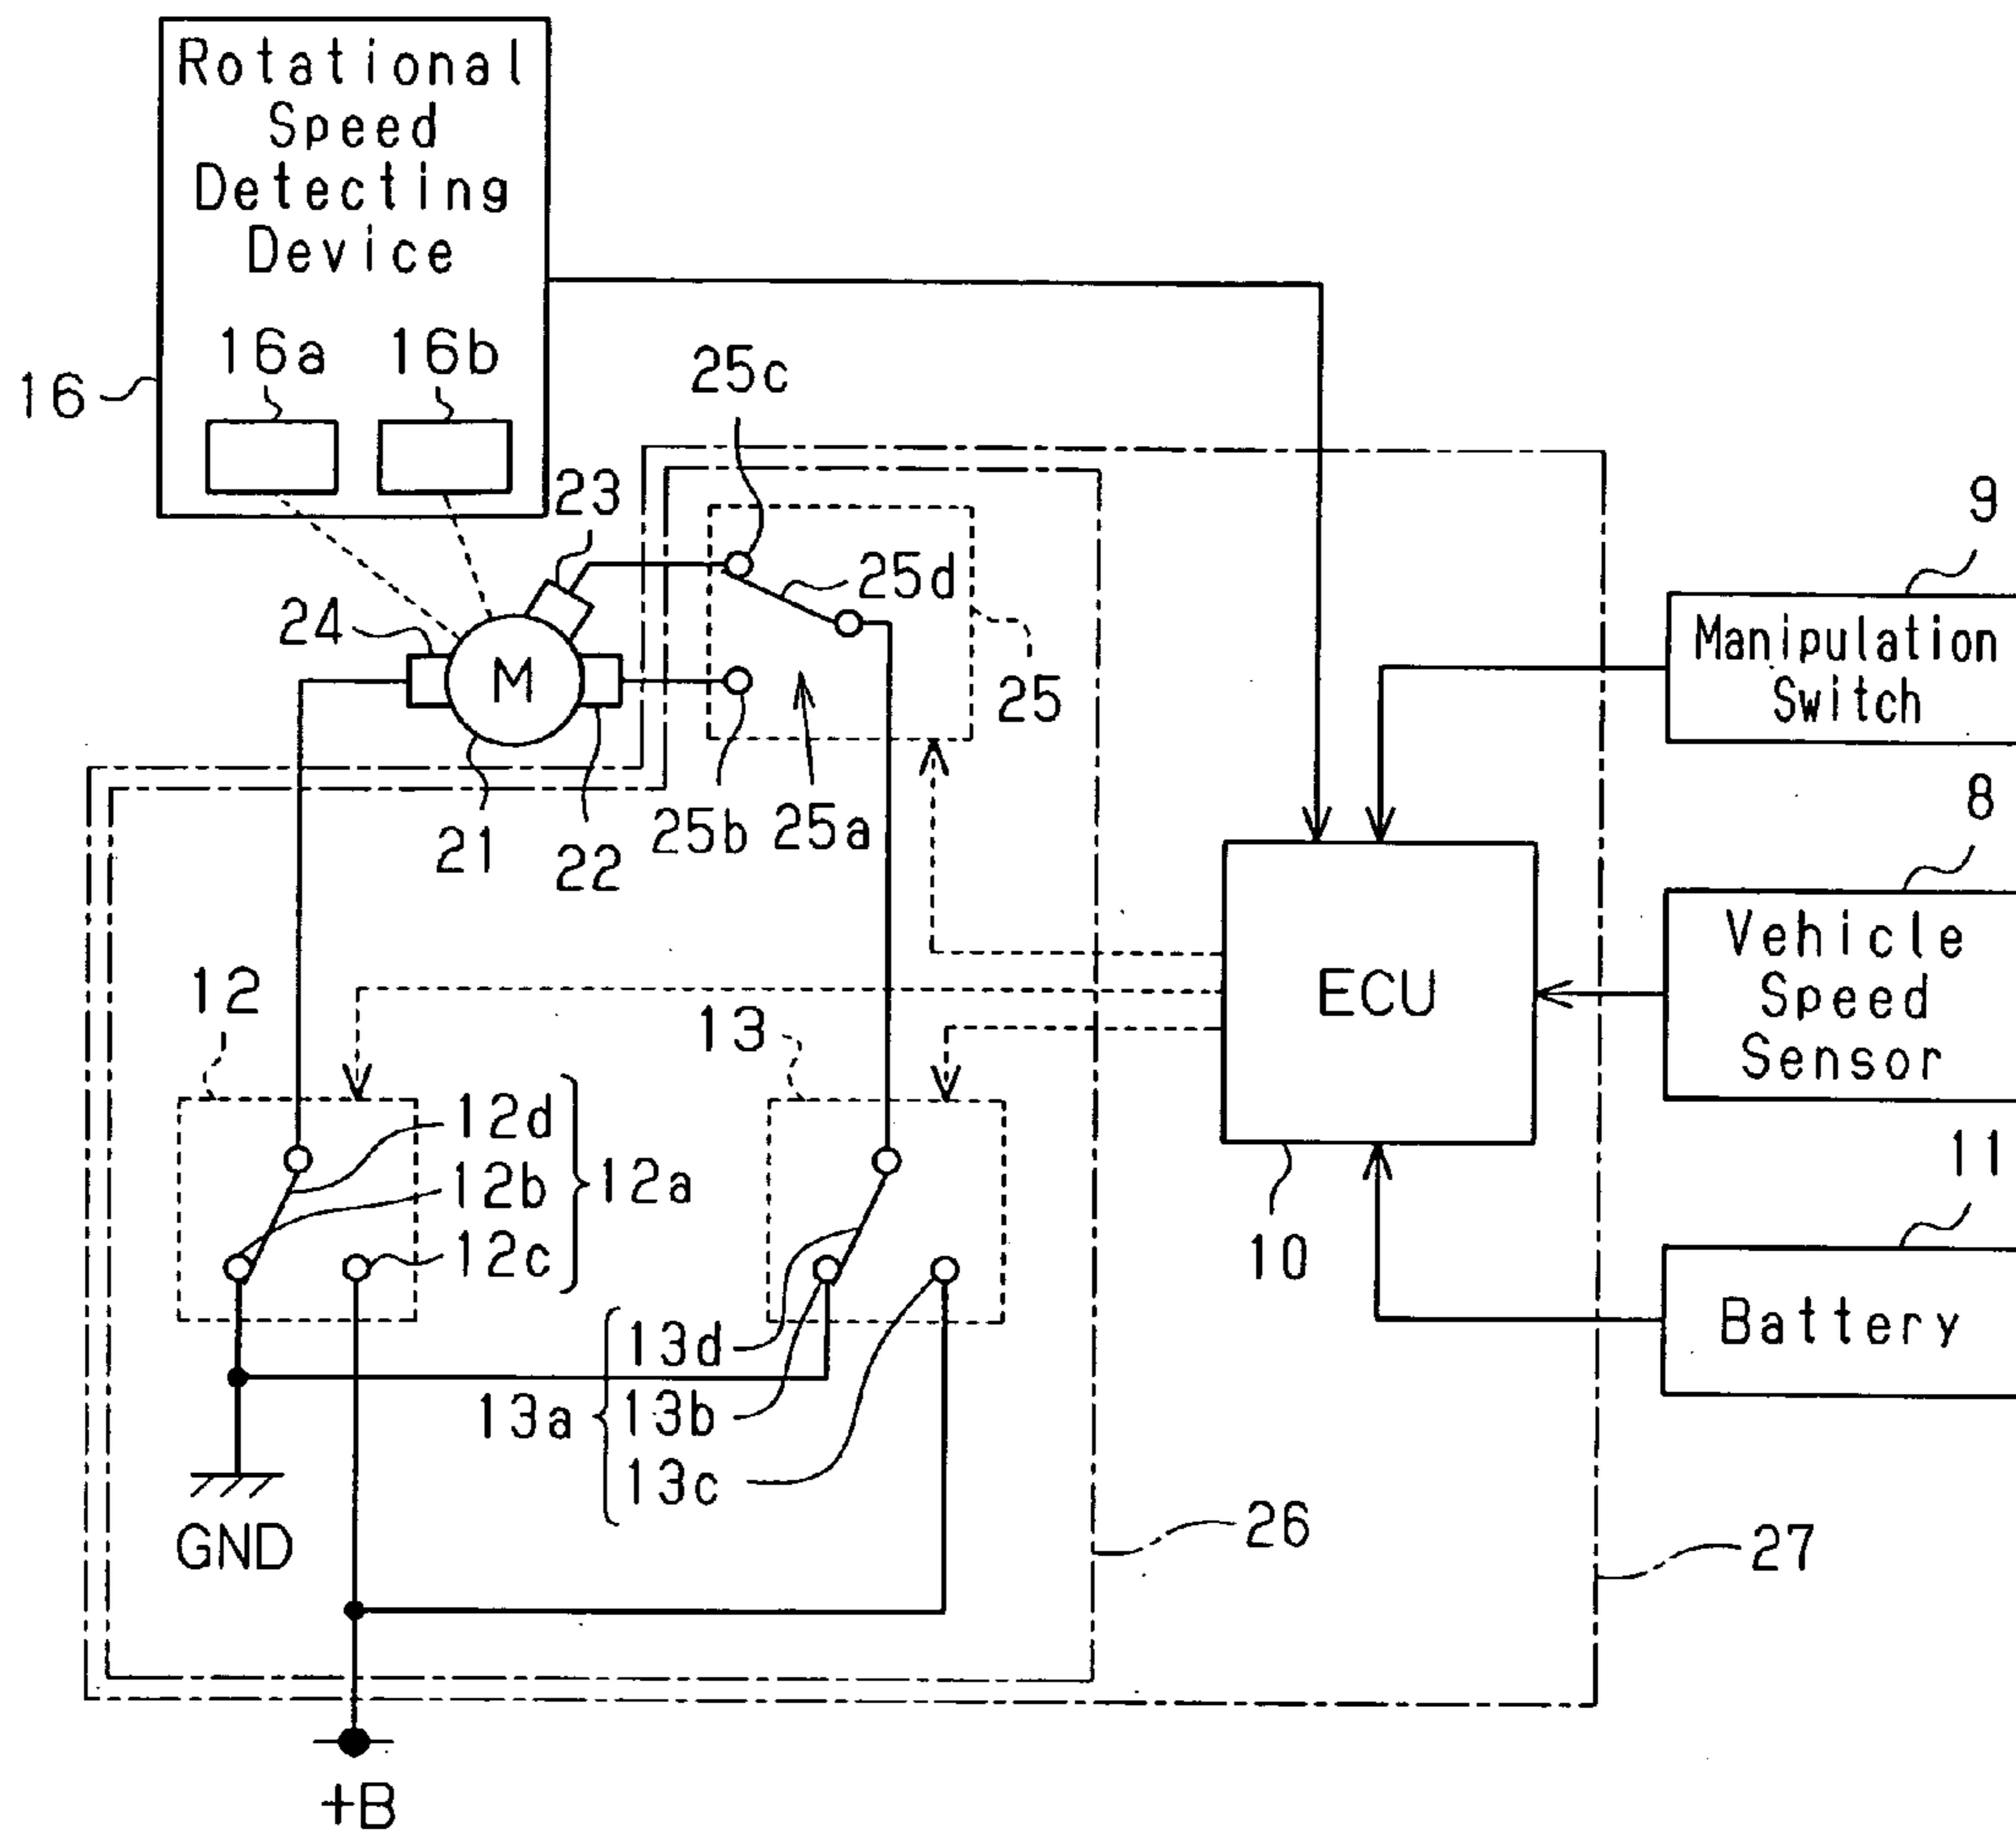 Rotational
Speed
Detecting
Device
16a 16b
16
25c
23
25d
24
M
25
21
22
25b
25a
9
Manipulation
Switch
8
Vehicle
Speed
Sensor
ECU
10
11
Battery
12
13
12d
12b
12c
12a
13d
13b
13c
13a
GND
+B
26
27